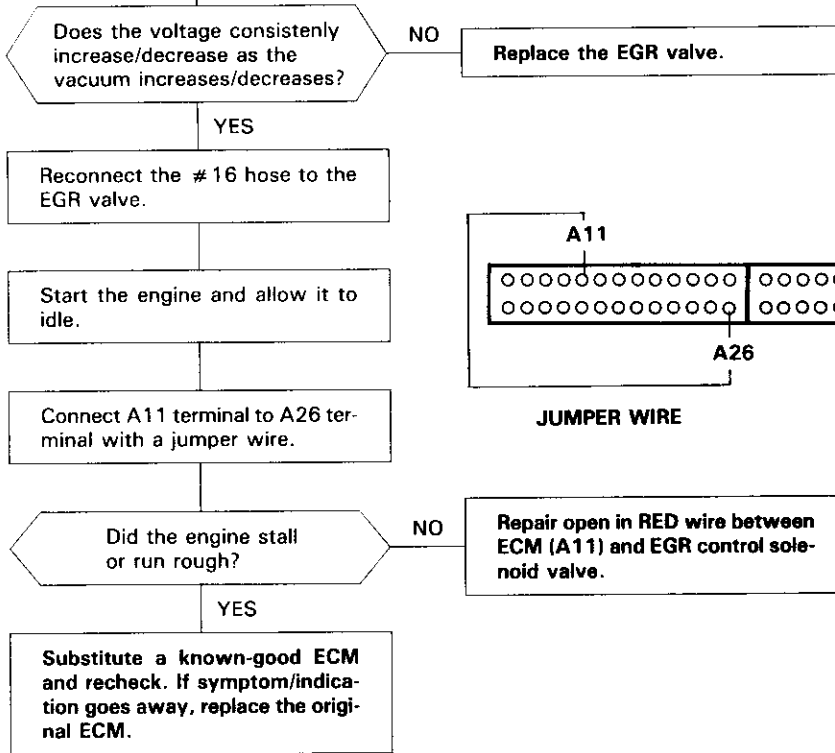 Does the voltage consistenly
increase/decrease as the
vacuum increases/decreases?
NO
Replace the EGR valve.
YES
Reconnect the #16 hose to the
EGR valve.
Start the engine and allow it to
idle.
Connect A11 terminal to A26 ter-
minal with a jumper wire.
A11
A26
JUMPER WIRE
Did the engine stall
or run rough?
NO
Repair open in RED wire between
ECM (A11) and EGR control sole-
noid valve.
YES
Substitute a known-good ECM
and recheck. If symptom/indica-
tion goes away, replace the origi-
nal ECM.